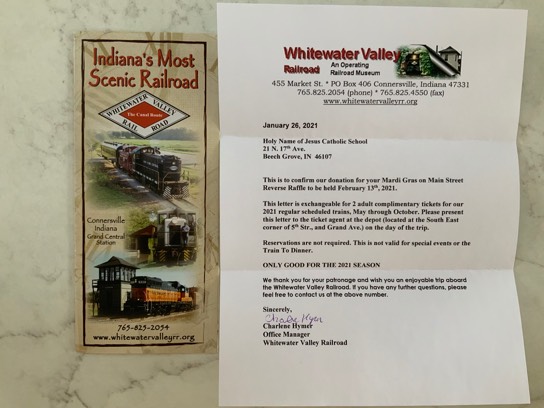 Indiana's Most
Scenic Railroad
WHITEWATER VALLEY
The Canal Route
RAIL ROAD
Connersville
Indiana
Grand Central
Station
765-825-2054
www.whitewatervalleyrr.org
Whitewater Valley
Railroad
An Operating
Railroad Museum
455 Market St. * PO Box 406 Connersville, Indiana 47331
765.825.2054 (phone) * 765.825.4550 (fax)
www.whitewatervalleyrr.org
January 26, 2021
Holy Name of Jesus Catholic School
21 N. 17th Ave.
Beech Grove, IN 46107
This is to confirm our donation for your Mardi Gras on Main Street
Reverse Raffle to be held February 13th, 2021.
This letter is exchangeable for 2 adult complimentary tickets for our
2021 regular scheduled trains, May through October. Please present
this letter to the ticket agent at the depot (located at the South East
corner of 5th Str., and Grand Ave.) on the day of the trip.
Reservations are not required. This is not valid for special events or the
Train To Dinner.
ONLY GOOD FOR THE 2021 SEASON
We thank you for your patronage and wish you an enjoyable trip aboard
the Whitewater Valley Railroad. If you have any further questions, please
feel free to contact us at the above number.
Sincerely,
Charlene Hymer
Office Manager
Whitewater Valley Railroad